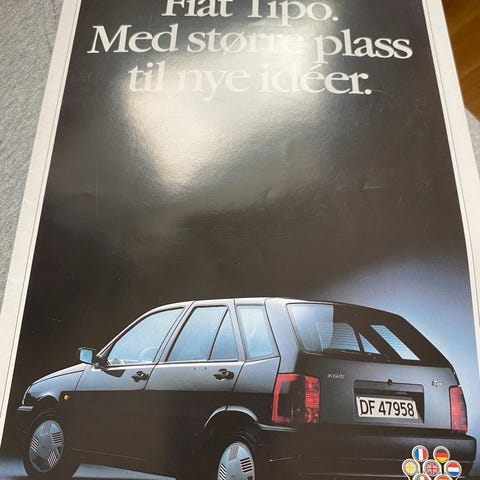 Fiat Tipo.
Med større plass
til nye idéer.
DF 47958